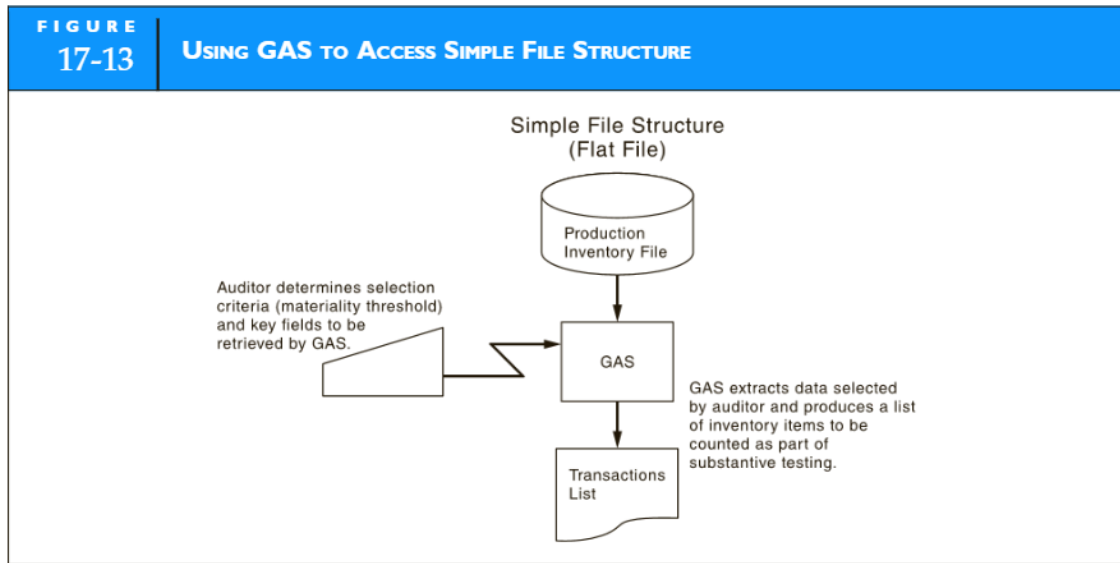 FIGURE
17-13
USING GAS TO ACCESS SIMPLE FILE STRUCTURE
Simple File Structure
(Flat File)
Production
Inventory File
Auditor determines selection
criteria (materiality threshold)
and key fields to be
retrieved by GAS.
GAS
GAS extracts data selected
by auditor and produces a list
of inventory items to be
counted as part of
substantive testing.
Transactions
List